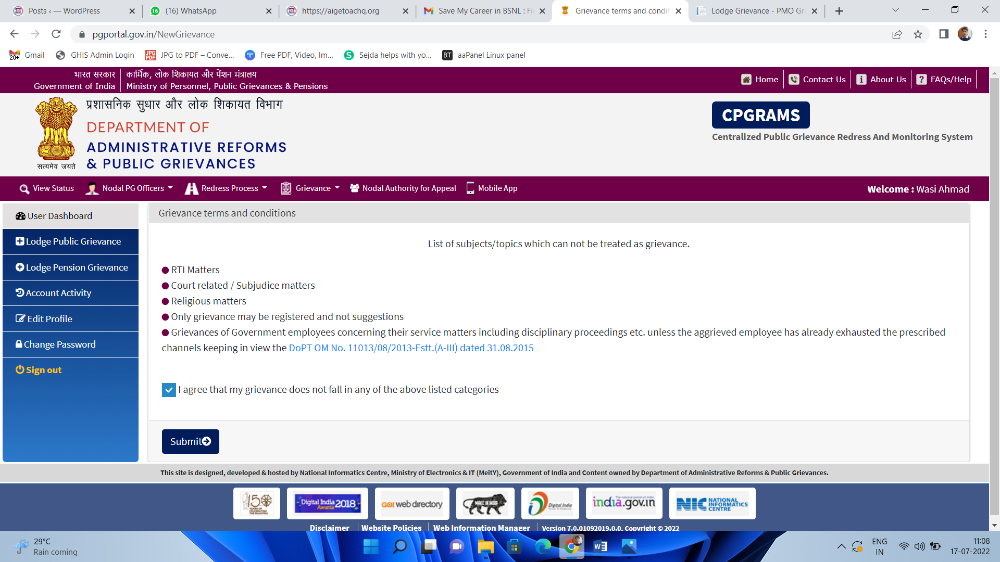 Posts ‹ — WordPress
(16) WhatsApp
https://aigetoachq.org
Save My Career in BSNL : Fi
Grievance terms and condit
Lodge Grievance - PMO Gri
pgportal.gov.in/NewGrievance
20+ Gmail
GHIS Admin Login
JPG to PDF – Conve...
Free PDF, Video, Im...
Sejda helps with yo...
BT aaPanel Linux panel
भारत सरकार
कार्मिक, लोक शिकायत और पेंशन मंत्रालय
Government of India
Ministry of Personnel, Public Grievances & Pensions
Home
Contact Us
About Us
FAQs/Help
प्रशासनिक सुधार और लोक शिकायत विभाग
DEPARTMENT OF
ADMINISTRATIVE REFORMS
& PUBLIC GRIEVANCES
सत्यमेव जयते
CPGRAMS
Centralized Public Grievance Redress And Monitoring System
View Status
Nodal PG Officers
Redress Process
Grievance
Nodal Authority for Appeal
Mobile App
Welcome : Wasi Ahmad
User Dashboard
Lodge Public Grievance
Lodge Pension Grievance
Account Activity
Edit Profile
Change Password
Sign out
Grievance terms and conditions
List of subjects/topics which can not be treated as grievance.
RTI Matters
Court related / Subjudice matters
Religious matters
Only grievance may be registered and not suggestions
Grievances of Government employees concerning their service matters including disciplinary proceedings etc. unless the aggrieved employee has already exhausted the prescribed
channels keeping in view the DoPT OM No. 11013/08/2013-Estt.(A-III) dated 31.08.2015
I agree that my grievance does not fall in any of the above listed categories
Submit
This site is designed, developed & hosted by National Informatics Centre, Ministry of Electronics & IT (MeitY), Government of India and Content owned by Department of Administrative Reforms & Public Grievances.
150
YEARS OF
CELEBRATING
THE MAHATMA
Digital India 2018
Awards
GOI web directory
MAKE IN INDIA
Digital India
india.gov.in
NIC NATIONAL
INFORMATICS
CENTRE
Disclaimer
Website Policies
Web Information Manager
Version 7.0.01092019.0.0. Copyright © 2022
29°C
Rain coming
ENG
IN
11:08
17-07-2022